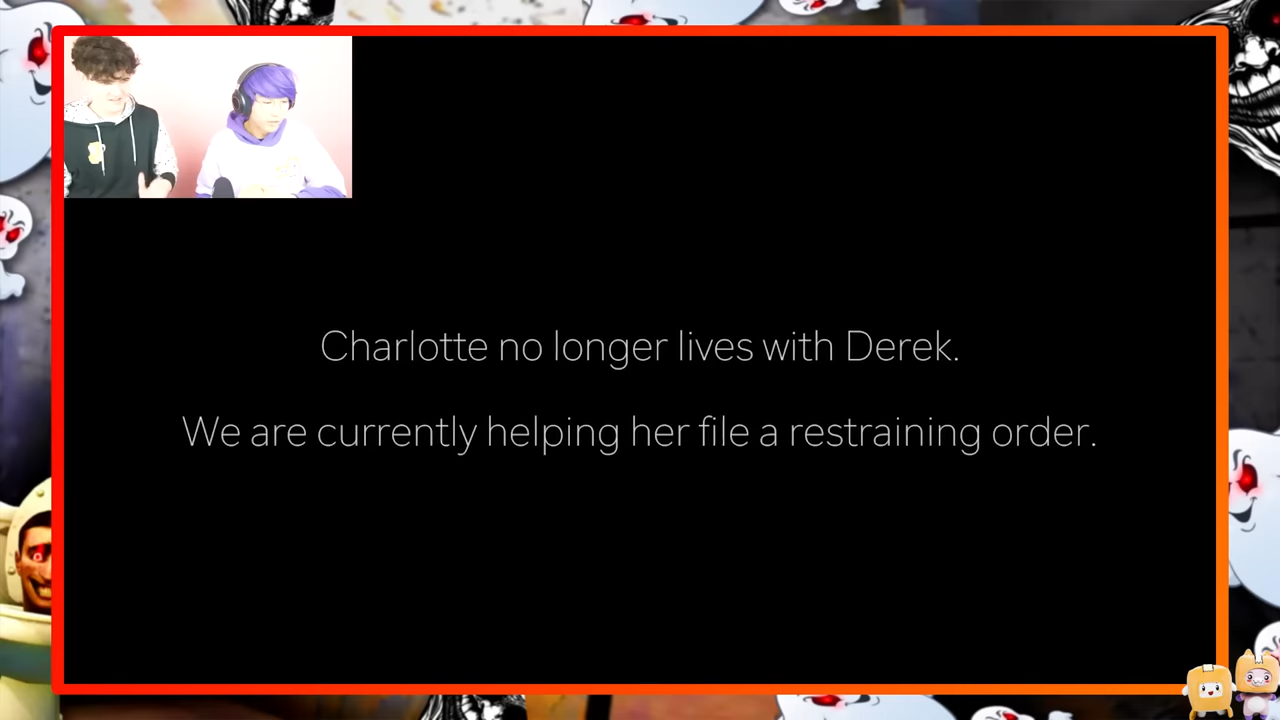 Charlotte no longer lives with Derek.
We are currently helping her file a restraining order.